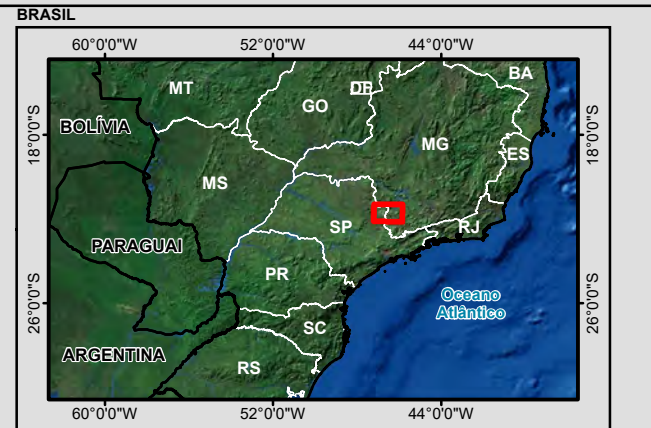 BRASIL
60°0'0"W 52°0'0"W 44°0'0"W
MT
DF
BA
GO
BOLÍVIA
18°0'0"S
18°0'0"S
MG
ES
MS
SP
RJ
PARAGUAI
PR
26°0'0"S
Oceano
Atlântico
26°0'0"S
SC
ARGENTINA
RS
60°0'0"W 52°0'0"W 44°0'0"W